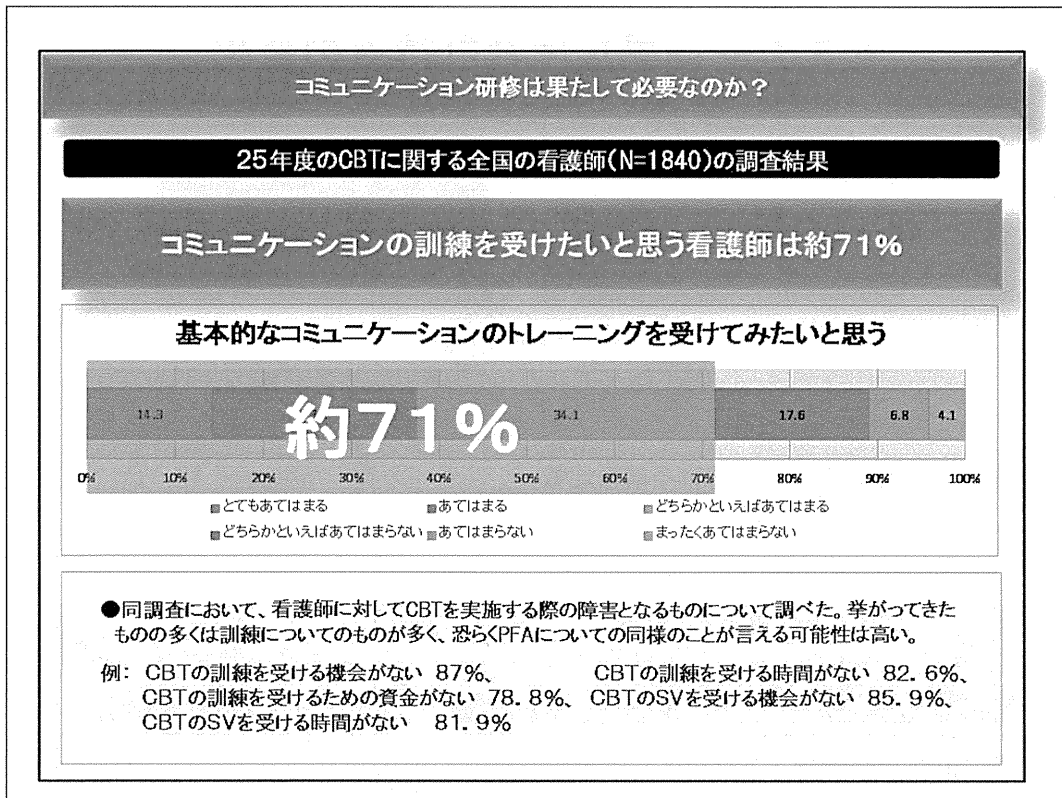 コミュニケーション研修は果たして必要なのか？
25年度のCBTに関する全国の看護師(N=1840)の調査結果
コミュニケーションの訓練を受けたいと思う看護師は約71%
基本的なコミュニケーションのトレーニングを受けてみたいと思う
14.3 34.1 17.6 6.8 4.1
約71%
0% 10% 20% 30% 40% 50% 60% 70% 80% 90% 100%
とてもあてはまる あてはまる どちらかといえばあてはまる
どちらかといえばあてはまらない あてはまらない まったくあてはまらない
●同調査において、看護師に対してCBTを実施する際の障害となるものについて調べた。挙がってきた
ものの多くは訓練についてのものが多く、恐らくPFAについての同様のことが言える可能性は高い。
例： CBTの訓練を受ける機会がない 87%、 CBTの訓練を受ける時間がない 82.6%、
CBTの訓練を受けるための資金がない 78.8%、 CBTのSVを受ける機会がない 85.9%、
CBTのSVを受ける時間がない 81.9%